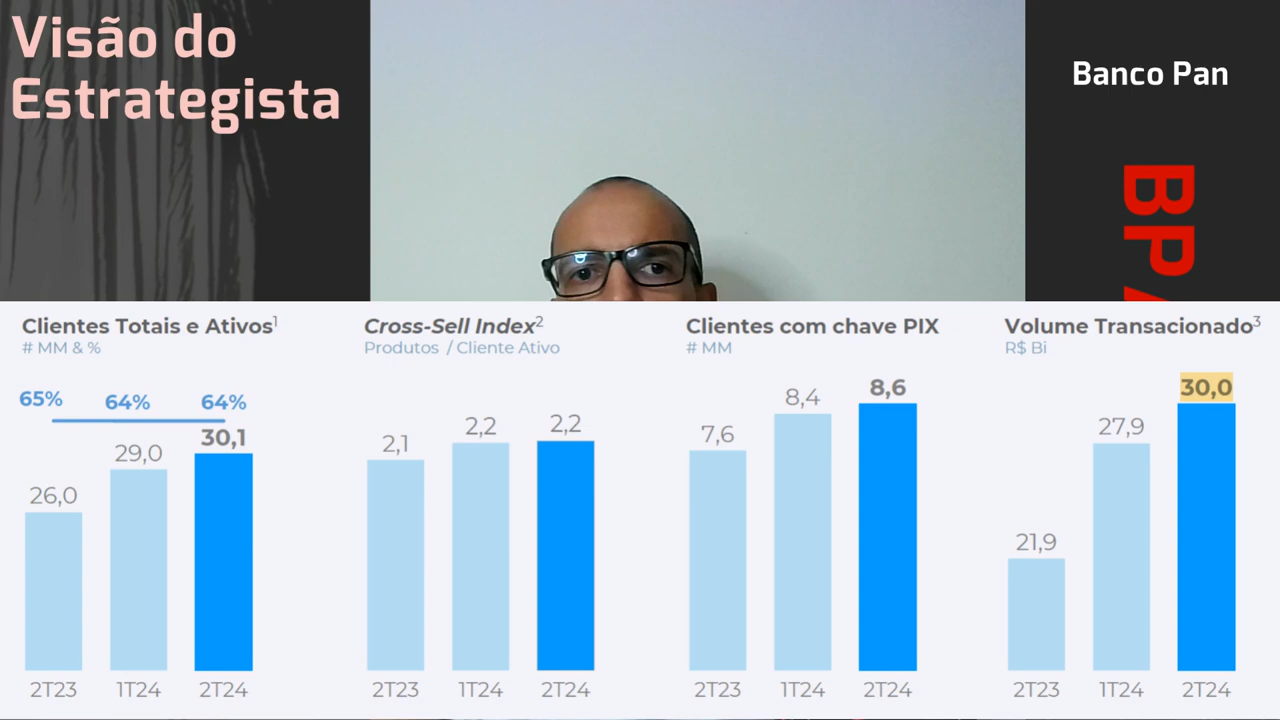 Visão do
Estrategista
Banco Pan
BPA
Clientes Totais e Ativos¹
# MM & %
65%
64%
64%
26,0
29,0
30,1
2T23
1T24
2T24
Cross-Sell Index²
Produtos / Cliente Ativo
2,1
2,2
2,2
2T23
1T24
2T24
Clientes com chave PIX
# MM
7,6
8,4
8,6
2T23
1T24
2T24
Volume Transacionado³
R$ Bi
21,9
27,9
30,0
2T23
1T24
2T24